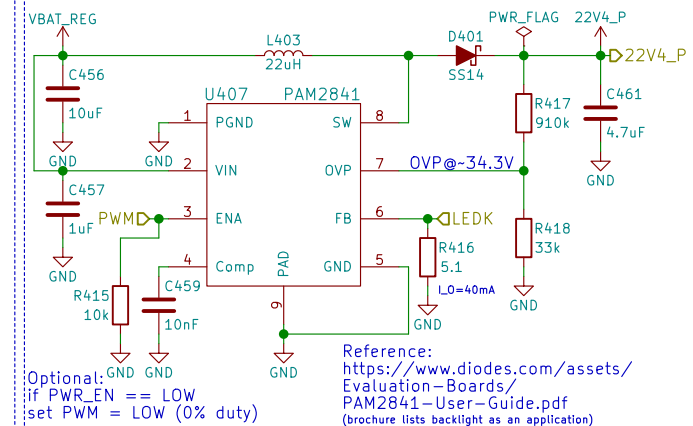 VBAT_REG
PWR_FLAG
22V4_P
L403
22uH
D401
SS14
22V4_P
C456
10uF
GND
U407
PAM2841
R417
910k
C461
4.7uF
GND
1
PGND
GND
SW
8
2
VIN
OVP
7
OVP@~34.3V
C457
1uF
GND
PWM
3
ENA
FB
6
LEDK
R418
33k
GND
R416
5.1
I_O=40mA
GND
4
Comp
PAD
GND
5
9
R415
10k
GND
C459
10nF
GND
GND
Optional:
if PWR_EN == LOW
set PWM = LOW (0% duty)
Reference:
https://www.diodes.com/assets/
Evaluation-Boards/
PAM2841-User-Guide.pdf
(brochure lists backlight as an application)